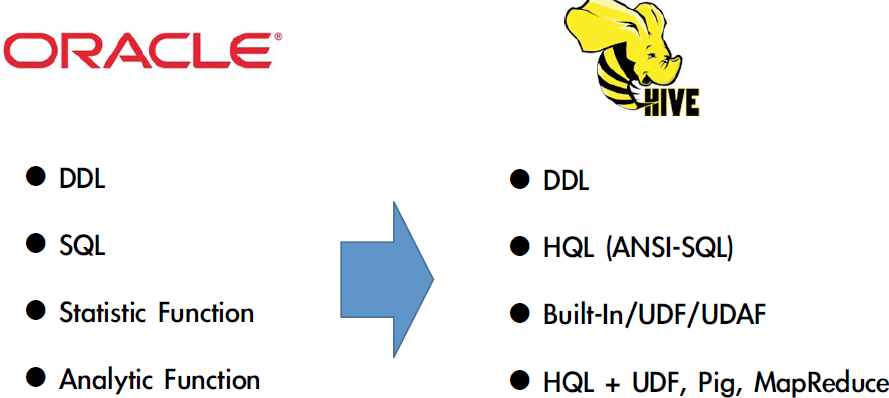 ORACLE®
HIVE
● DDL
● SQL
● Statistic Function
● Analytic Function
● DDL
● HQL (ANSI-SQL)
● Built-In/UDF/UDAF
● HQL + UDF, Pig, MapReduce